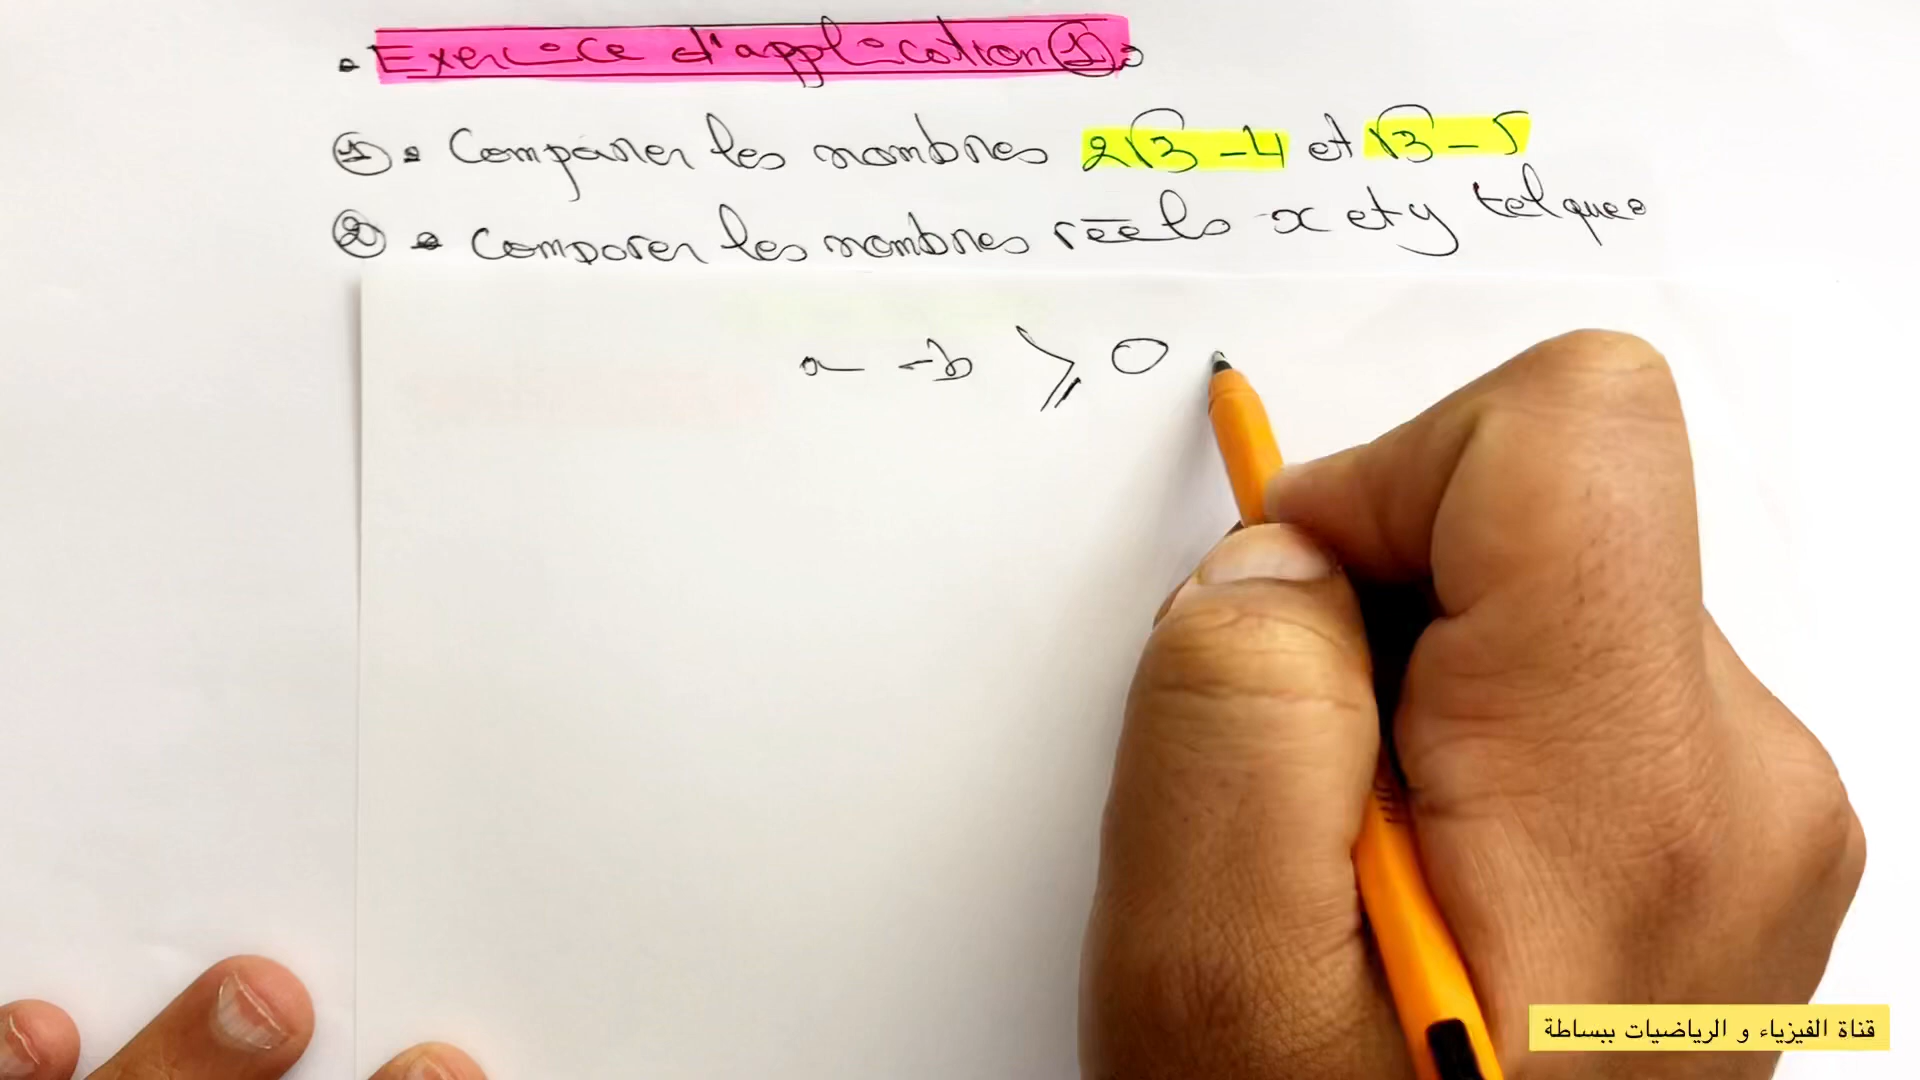 Exercice d'application ①:
① • Comparer les nombres 2√3 - 4 et √3 - 5
② • Comparer les nombres réels x et y tel que:
a - b ⩾ 0
قناة الفيزياء و الرياضيات ببساطة